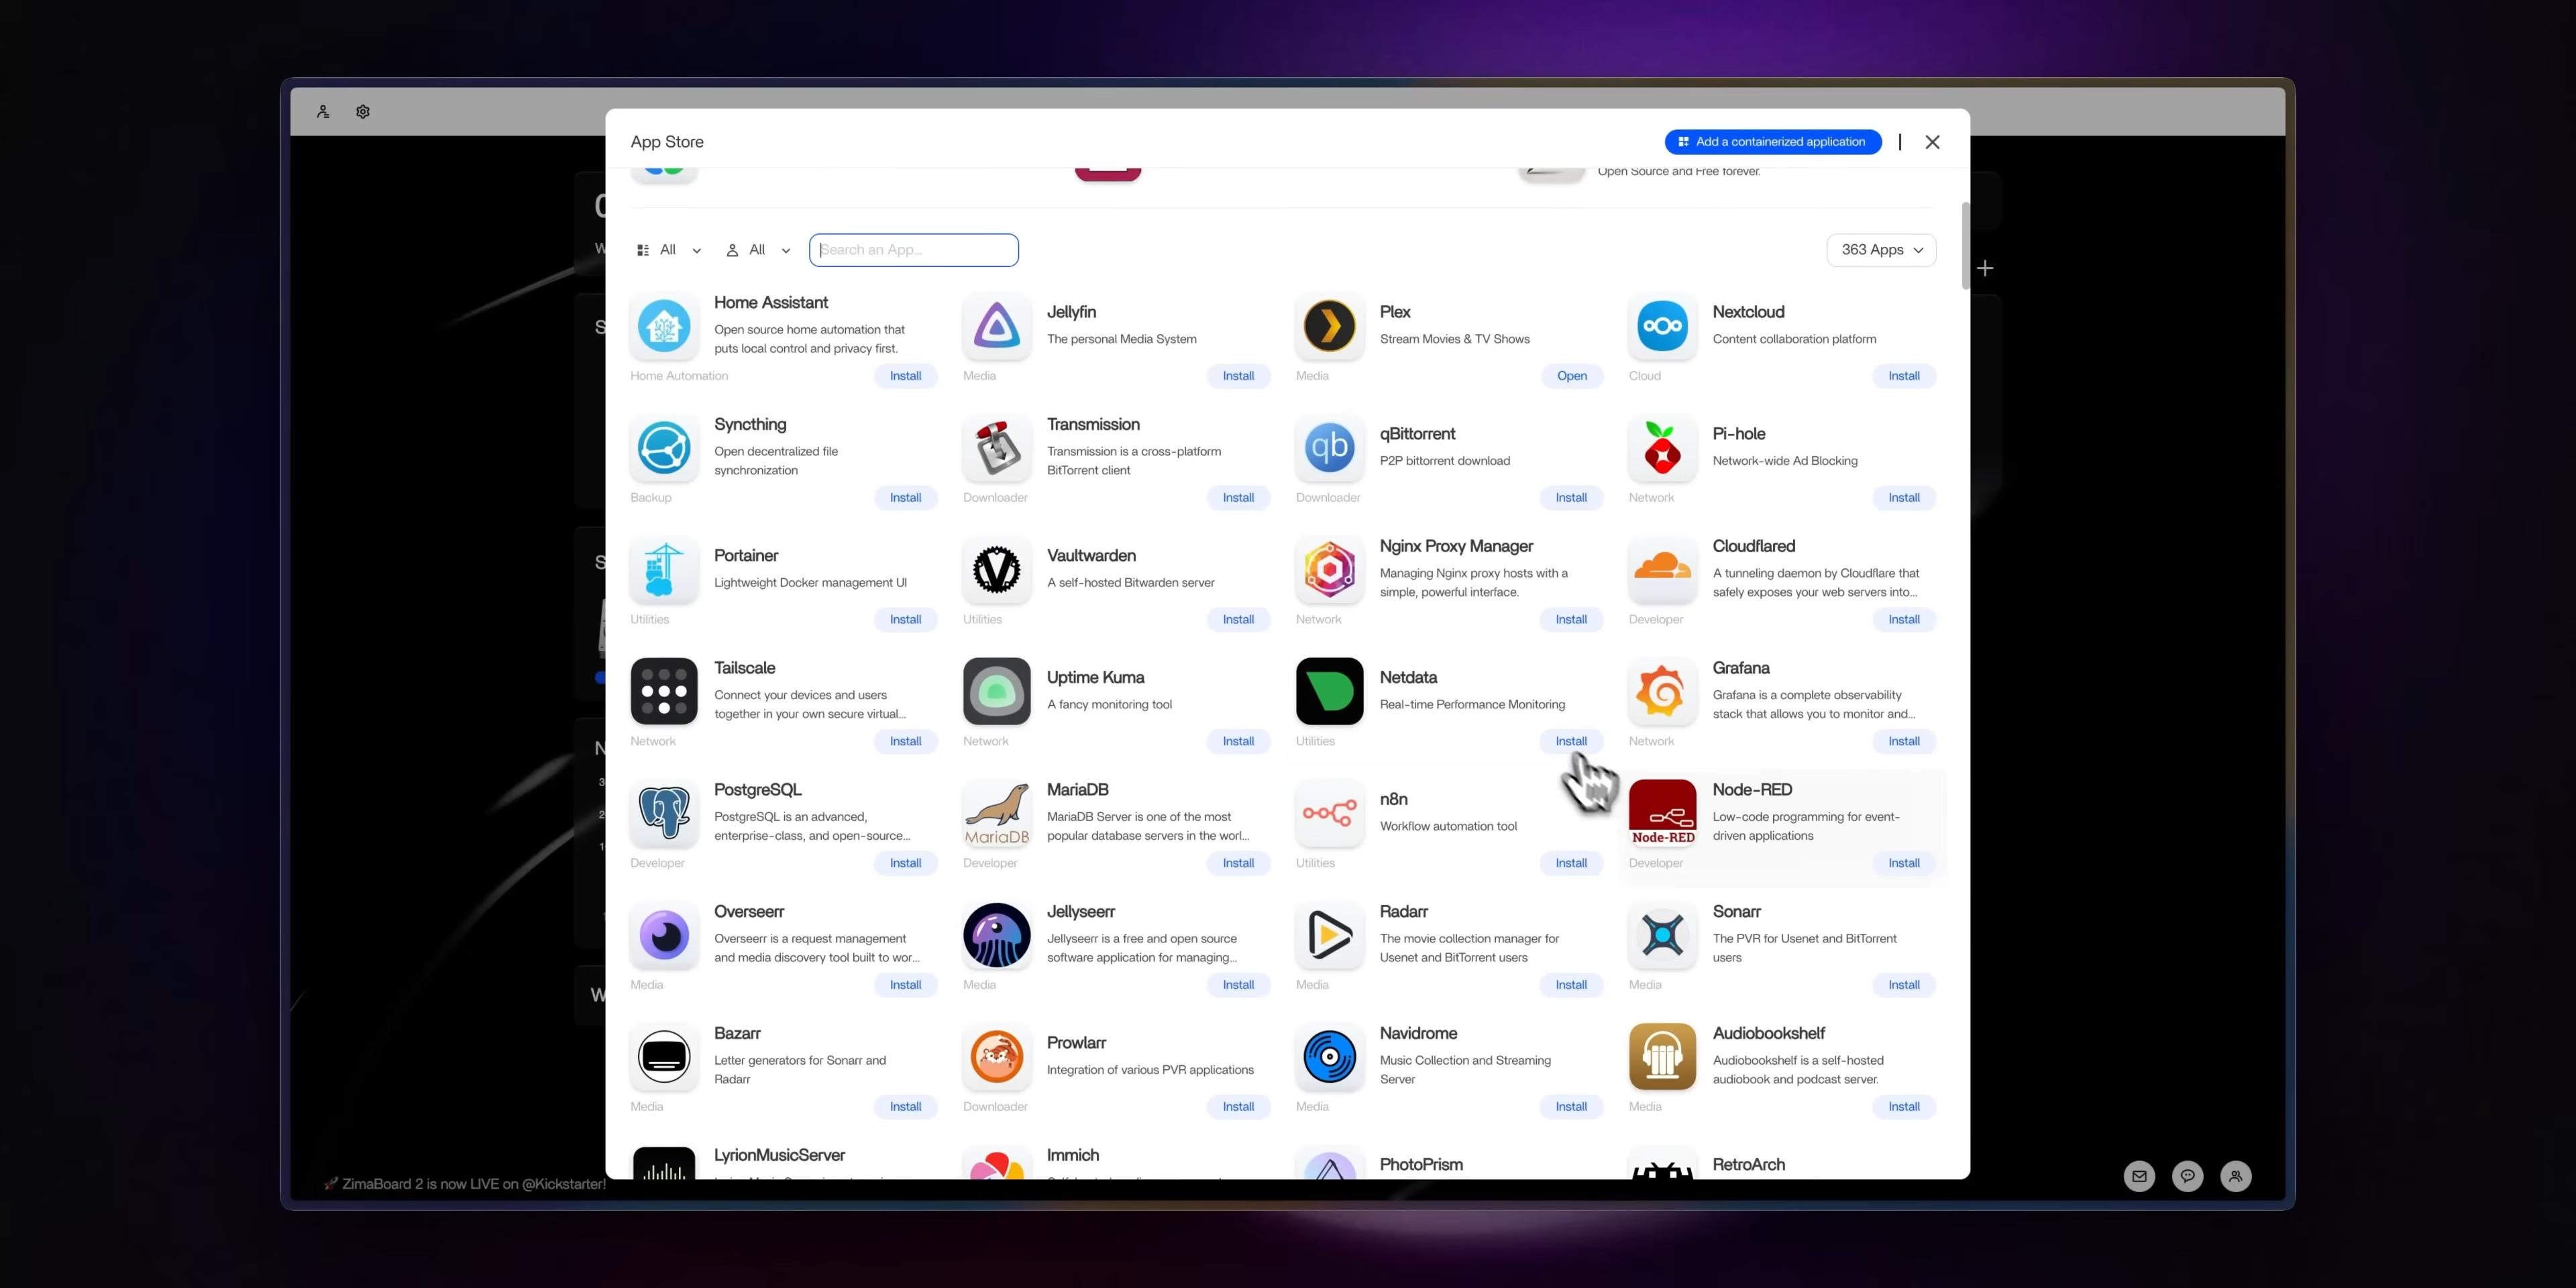 App Store
Add a containerized application
Open Source and Free forever.
All
All
Search an App...
363 Apps
Home Assistant
Open source home automation that
puts local control and privacy first.
Home Automation
Install
Jellyfin
The personal Media System
Media
Install
Plex
Stream Movies & TV Shows
Media
Open
Nextcloud
Content collaboration platform
Cloud
Install
Syncthing
Open decentralized file
synchronization
Backup
Install
Transmission
Transmission is a cross-platform
BitTorrent client
Downloader
Install
qb
qBittorrent
P2P bittorrent download
Downloader
Install
Pi-hole
Network-wide Ad Blocking
Network
Install
Portainer
Lightweight Docker management UI
Utilities
Install
Vaultwarden
A self-hosted Bitwarden server
Utilities
Install
Nginx Proxy Manager
Managing Nginx proxy hosts with a
simple, powerful interface.
Network
Install
Cloudflared
A tunneling daemon by Cloudflare that
safely exposes your web servers into...
Developer
Install
Tailscale
Connect your devices and users
together in your own secure virtual...
Network
Install
Uptime Kuma
A fancy monitoring tool
Network
Install
Netdata
Real-time Performance Monitoring
Utilities
Install
Grafana
Grafana is a complete observability
stack that allows you to monitor and...
Network
Install
PostgreSQL
PostgreSQL is an advanced,
enterprise-class, and open-source...
Developer
Install
MariaDB
MariaDB
MariaDB Server is one of the most
popular database servers in the worl...
Developer
Install
n8n
Workflow automation tool
Utilities
Install
Node-RED
Node-RED
Low-code programming for event-
driven applications
Developer
Install
Overseerr
Overseerr is a request management
and media discovery tool built to wor...
Media
Install
Jellyseerr
Jellyseerr is a free and open source
software application for managing...
Media
Install
Radarr
The movie collection manager for
Usenet and BitTorrent users
Media
Install
Sonarr
The PVR for Usenet and BitTorrent
users
Media
Install
Bazarr
Letter generators for Sonarr and
Radarr
Media
Install
Prowlarr
Integration of various PVR applications
Downloader
Install
Navidrome
Music Collection and Streaming
Server
Media
Install
Audiobookshelf
Audiobookshelf is a self-hosted
audiobook and podcast server.
Media
Install
LyrionMusicServer
Immich
PhotoPrism
RetroArch
🚀 ZimaBoard 2 is now LIVE on @Kickstarter!